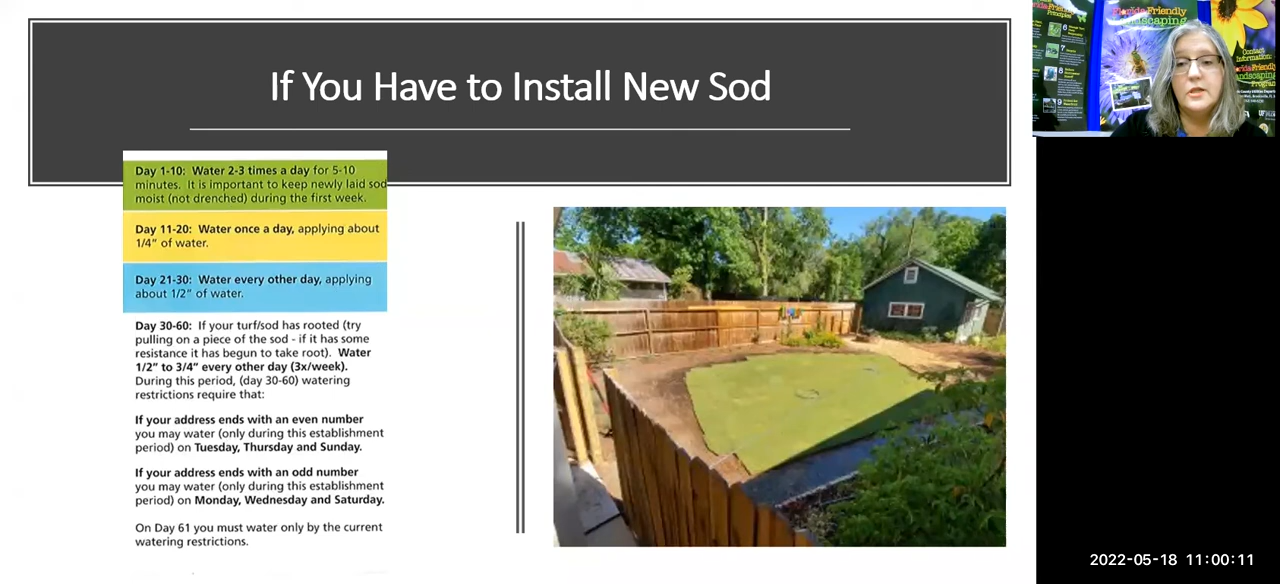 If You Have to Install New Sod
Day 1-10: Water 2-3 times a day for 5-10
minutes. It is important to keep newly laid sod
moist (not drenched) during the first week.
Day 11-20: Water once a day, applying about
1/4" of water.
Day 21-30: Water every other day, applying
about 1/2" of water.
Day 30-60: If your turf/sod has rooted (try
pulling on a piece of the sod - if it has some
resistance it has begun to take root). Water
1/2" to 3/4" every other day (3x/week).
During this period, (day 30-60) watering
restrictions require that:
If your address ends with an even number
you may water (only during this establishment
period) on Tuesday, Thursday and Sunday.
If your address ends with an odd number
you may water (only during this establishment
period) on Monday, Wednesday and Saturday.
On Day 61 you must water only by the current
watering restrictions.
Principles
6
7
8
9
Contact
Information:
2022-05-18 11:00:11